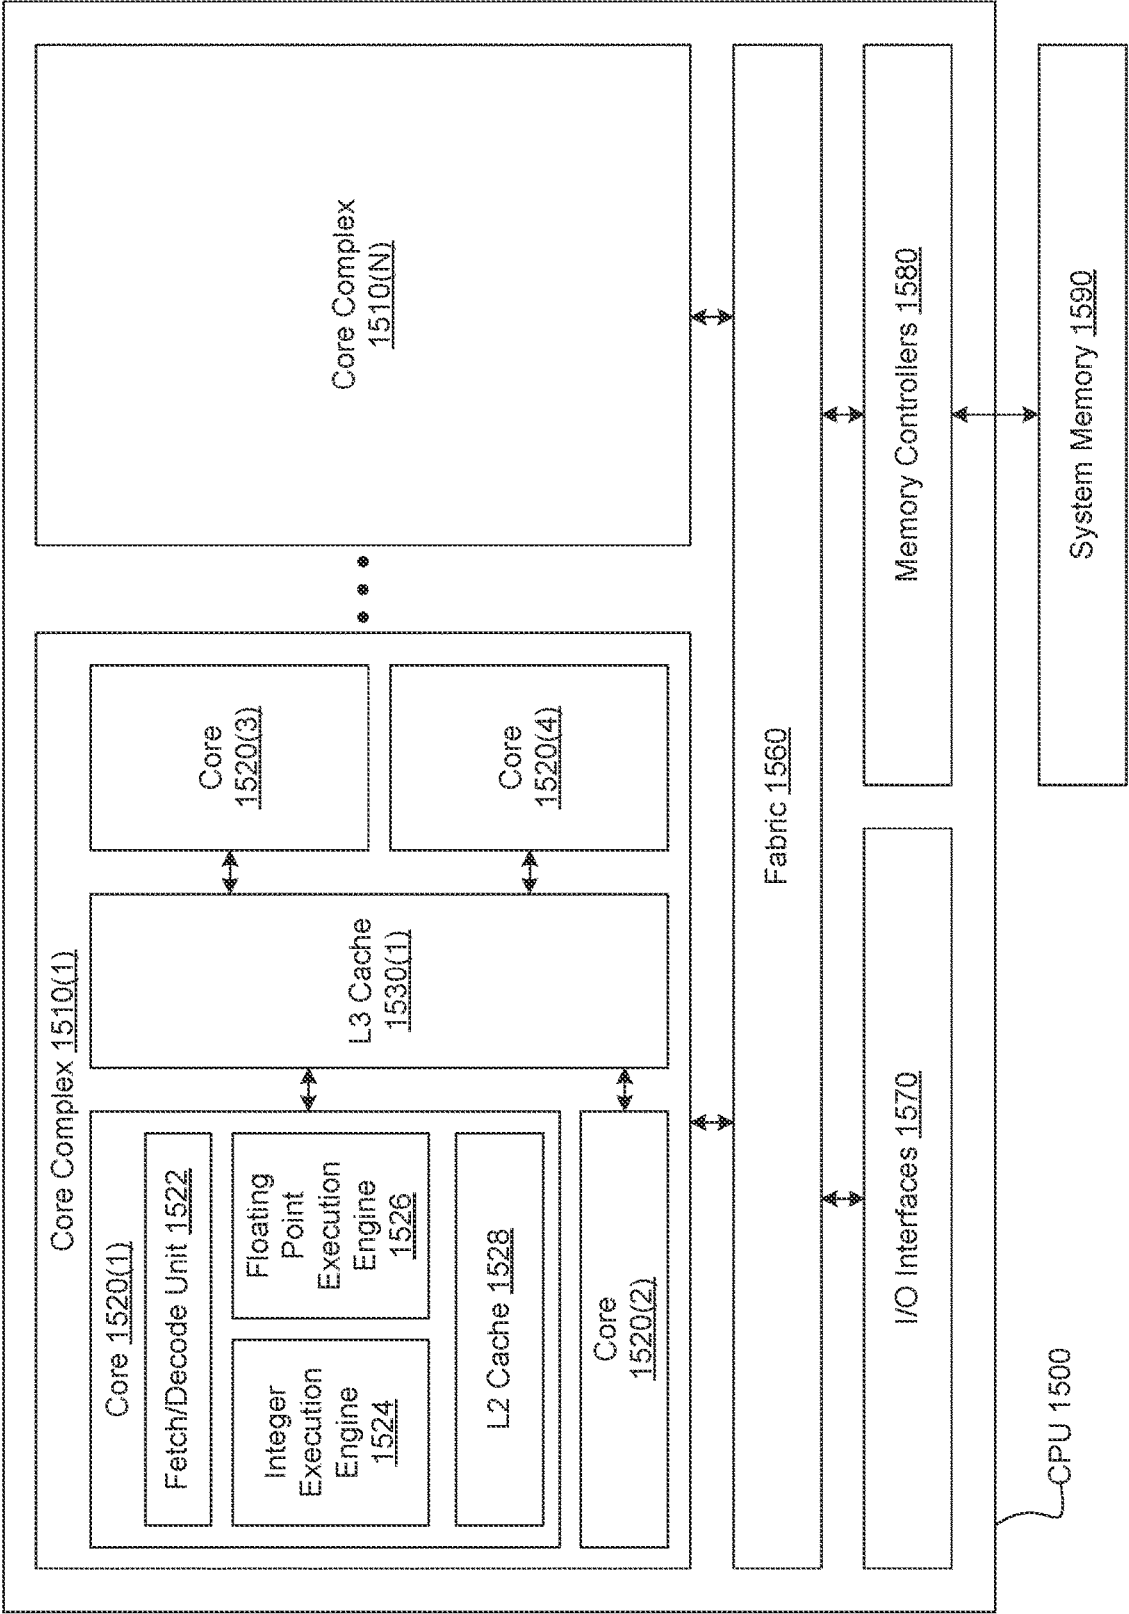 Core Complex 1510(1)
Core 1520(1)
Fetch/Decode Unit 1522
Integer
Execution
Engine
1524
Floating
Point
Execution
Engine
1526
L2 Cache 1528
Core
1520(2)
L3 Cache
1530(1)
Core
1520(3)
Core
1520(4)
Core Complex
1510(N)
Fabric 1560
I/O Interfaces 1570
Memory Controllers 1580
CPU 1500
System Memory 1590